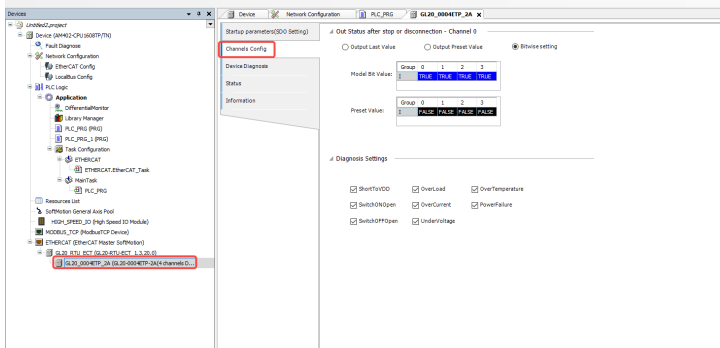 Devices
Untitled2.project
Device (AM402-CPU1608TP/TN)
Fault Diagnose
Network Configuration
EtherCAT Config
LocalBus Config
PLC Logic
Application
DifferentialMonitor
Library Manager
PLC_PRG (PRG)
PLC_PRG_1 (PRG)
Task Configuration
ETHERCAT
ETHERCAT.EtherCAT_Task
MainTask
PLC_PRG
Resources List
SoftMotion General Axis Pool
HIGH_SPEED_IO (High Speed IO Module)
MODBUS_TCP (ModbusTCP Device)
ETHERCAT (EtherCAT Master SoftMotion)
GL20_RTU_ECT (GL20-RTU-ECT_1.3.20.0)
GL20_0004ETP_2A (GL20-0004ETP-2A(4 channels D...
Device
Network Configuration
PLC_PRG
GL20_0004ETP_2A
Startup parameters(SDO Setting)
Channels Config
Device Diagnosis
Status
Information
Out Status after stop or disconnection - Channel 0
Output Last Value
Output Preset Value
Bitwise setting
Model Bit Value:
Group 0 1 2 3
I TRUE TRUE TRUE TRUE
Preset Value:
Group 0 1 2 3
I FALSE FALSE FALSE FALSE
Diagnosis Settings
ShortToVDD OverLoad OverTemperature
SwitchONOpen OverCurrent PowerFailure
SwitchOFFOpen UnderVoltage